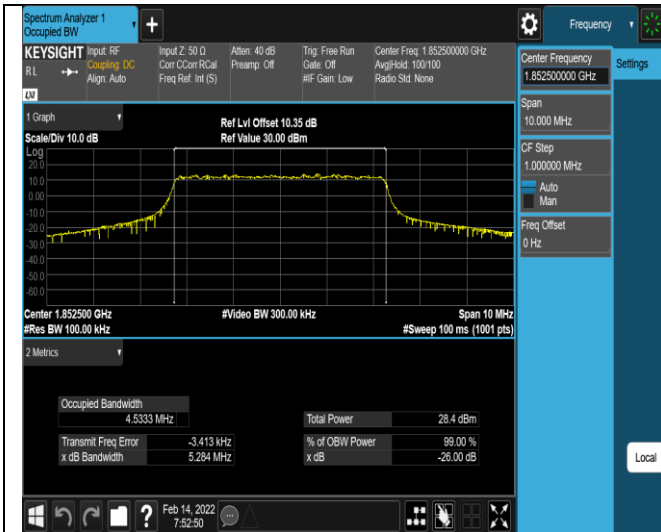 Spectrum Analyzer 1
Occupied BW
Frequency
KEYSIGHT
R L
Input: RF
Coupling: DC
Align: Auto
Input Z: 50 Ω
Corr CCorr RCal
Freq Ref: Int (S)
Atten: 40 dB
Preamp: Off
Trig: Free Run
Gate: Off
#IF Gain: Low
Center Freq: 1.852500000 GHz
Avg|Hold: 100/100
Radio Std: None
LXI
1 Graph
Scale/Div 10.0 dB
Ref Lvl Offset 10.35 dB
Ref Value 30.00 dBm
Log
20.0
10.0
0.00
-10.0
-20.0
-30.0
-40.0
-50.0
-60.0
Center 1.852500 GHz
#Video BW 300.00 kHz
Span 10 MHz
#Res BW 100.00 kHz
#Sweep 100 ms (1001 pts)
2 Metrics
Occupied Bandwidth
4.5333 MHz
Total Power 28.4 dBm
Transmit Freq Error -3.413 kHz
% of OBW Power 99.00 %
x dB Bandwidth 5.284 MHz
x dB -26.00 dB
Feb 14, 2022
7:52:50
Center Frequency
1.852500000 GHz
Settings
Span
10.000 MHz
CF Step
1.000000 MHz
Auto
Man
Freq Offset
0 Hz
Local